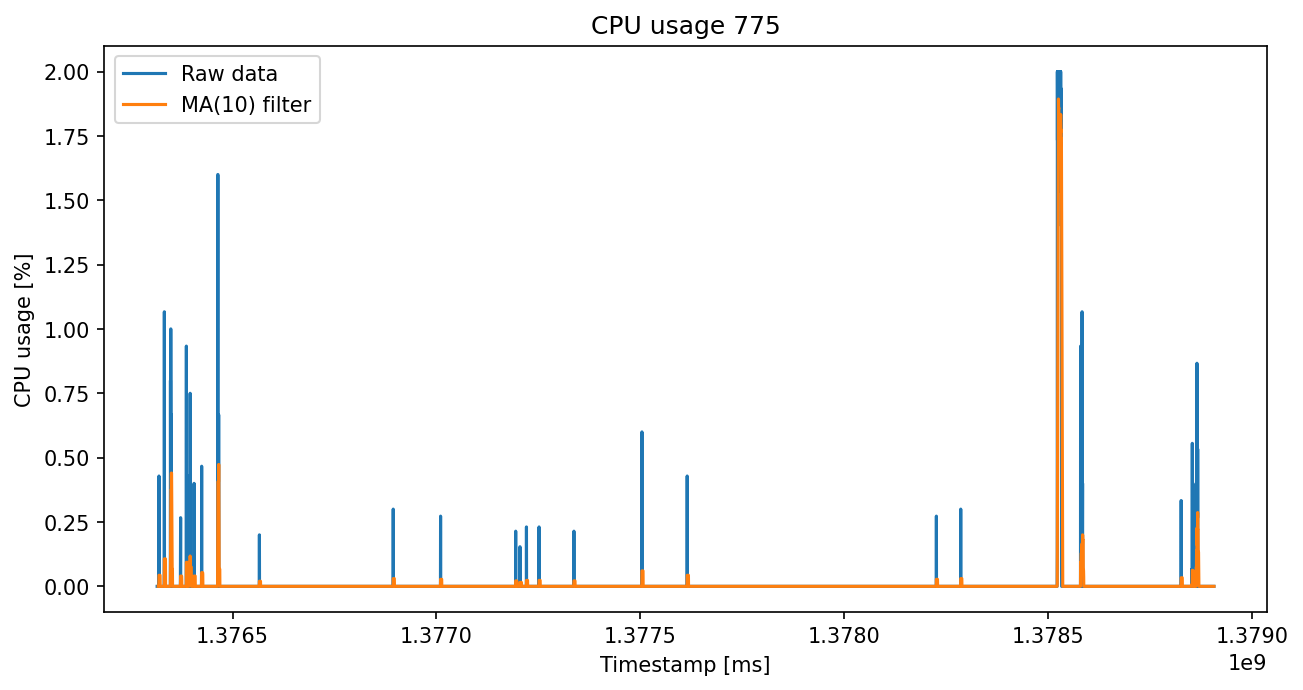 CPU usage 775
Raw data
MA(10) filter
CPU usage [%]
2.00
1.75
1.50
1.25
1.00
0.75
0.50
0.25
0.00
1.3765 1.3770 1.3775 1.3780 1.3785 1.3790
1e9
Timestamp [ms]